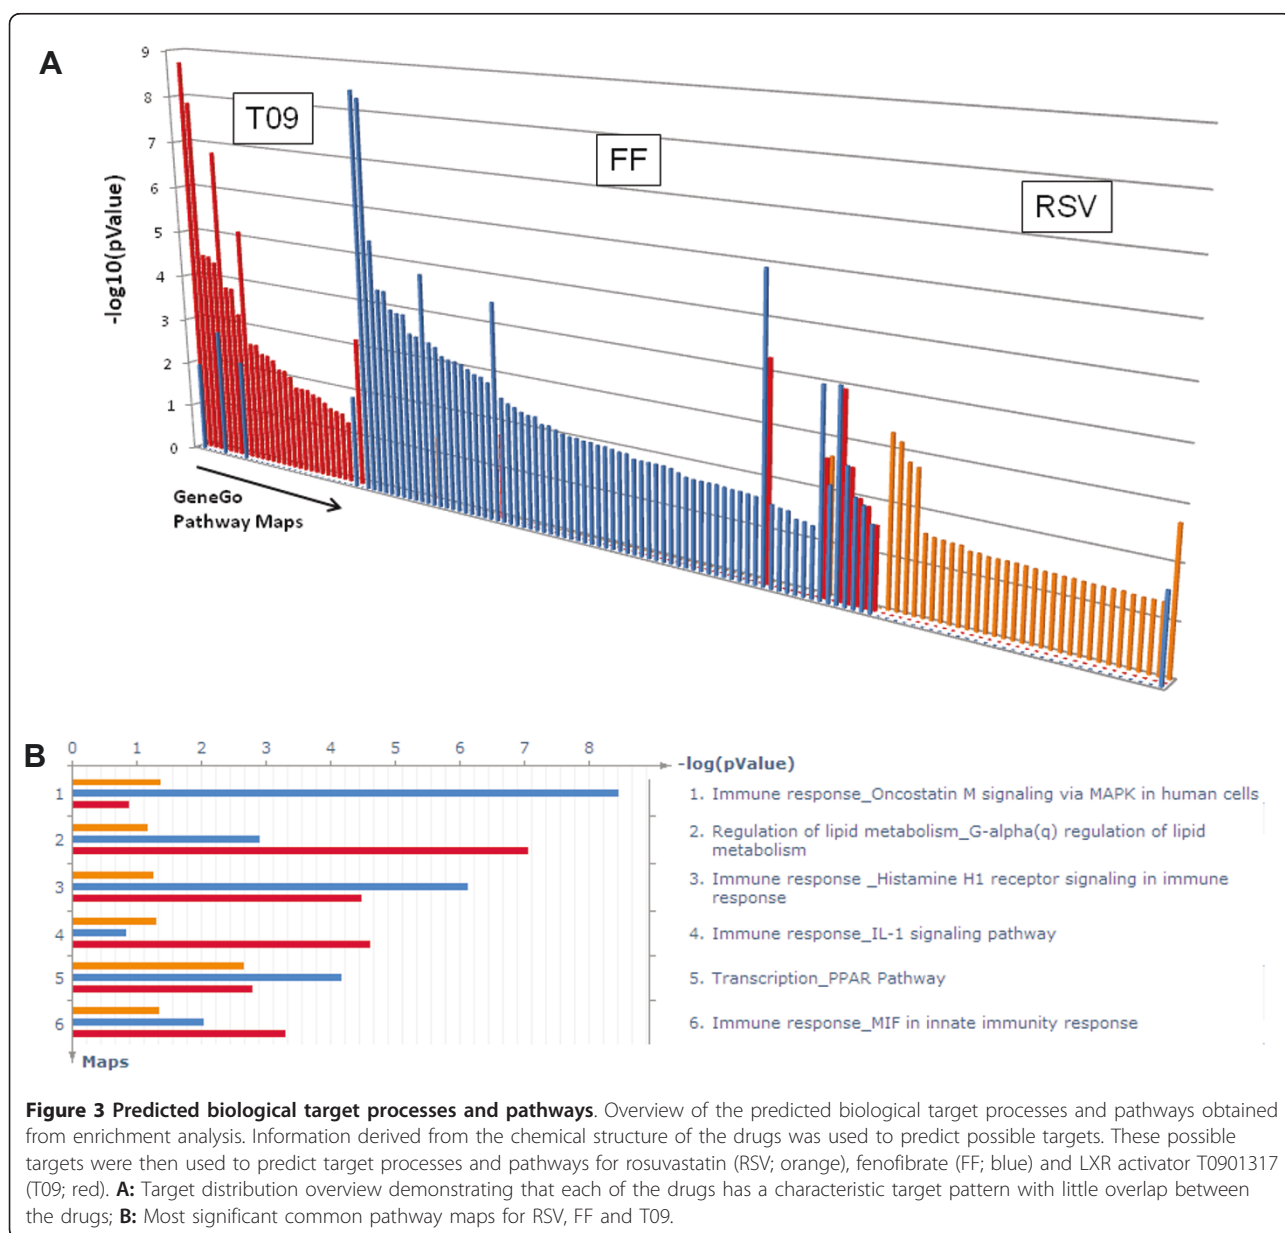 A
9
8
7
6
5
4
3
2
1
0
-log10(pValue)
T09
FF
RSV
GeneGo
Pathway Maps
B
0 1 2 3 4 5 6 7 8
-log(pValue)
1
2
3
4
5
6
Maps
1. Immune response_Oncostatin M signaling via MAPK in human cells
2. Regulation of lipid metabolism_G-alpha(q) regulation of lipid
metabolism
3. Immune response _Histamine H1 receptor signaling in immune
response
4. Immune response_IL-1 signaling pathway
5. Transcription_PPAR Pathway
6. Immune response_MIF in innate immunity response
Figure 3 Predicted biological target processes and pathways. Overview of the predicted biological target processes and pathways obtained
from enrichment analysis. Information derived from the chemical structure of the drugs was used to predict possible targets. These possible
targets were then used to predict target processes and pathways for rosuvastatin (RSV; orange), fenofibrate (FF; blue) and LXR activator T0901317
(T09; red). A: Target distribution overview demonstrating that each of the drugs has a characteristic target pattern with little overlap between
the drugs; B: Most significant common pathway maps for RSV, FF and T09.